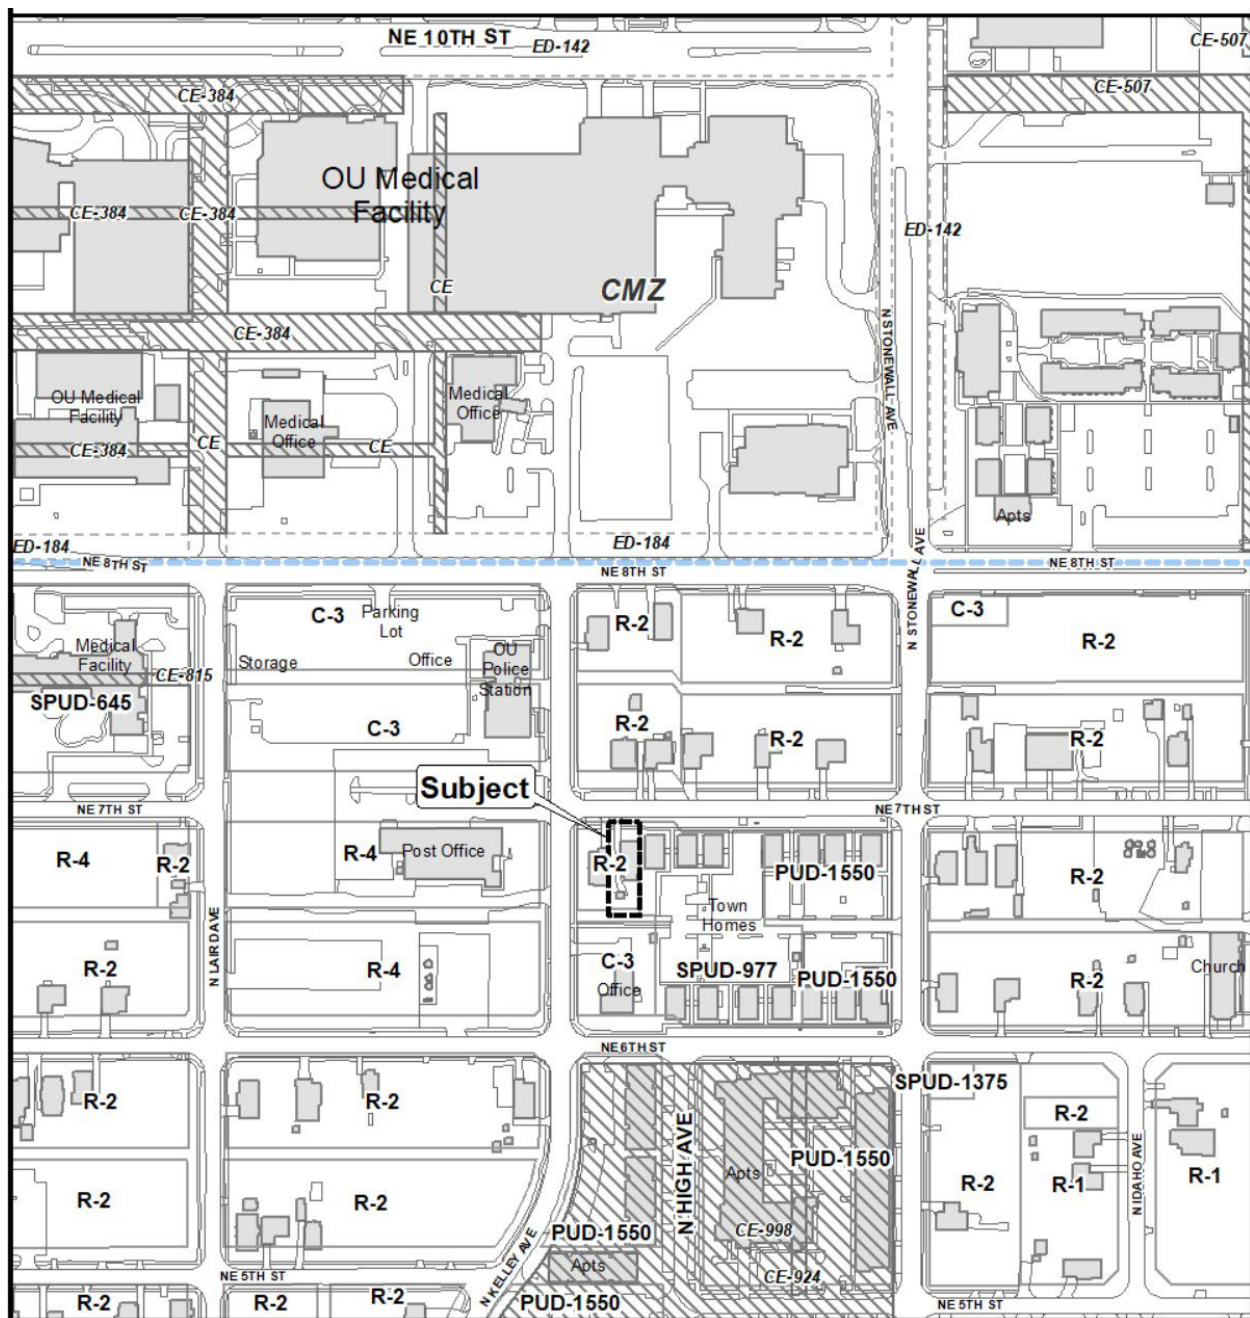 NE 10TH ST
ED-142
CE-507
CE-384
CE-507
OU Medical
Facility
CE-384
CE-384
ED-142
CE
CMZ
CE-384
N STONEWALL AVE
OU Medical
Facility
Medical
Office
Medical
Office
CE-384
CE
CE
Apts
ED-184
ED-184
NE 8TH ST
NE 8TH ST
NE 8TH ST
N STONEWALL AVE
C-3
Parking
Lot
R-2
R-2
C-3
R-2
Medical
Facility
CE-815
Storage
Office
OU
Police
Station
SPUD-645
C-3
R-2
R-2
R-2
Subject
NE 7TH ST
NE 7TH ST
R-4
R-2
R-4
Post Office
R-2
PUD-1550
R-2
Town
Homes
N LAIRD AVE
R-2
R-4
C-3
Office
SPUD-977
PUD-1550
R-2
Church
NE 6TH ST
R-2
R-2
SPUD-1375
R-2
N HIGH AVE
Apts
PUD-1550
R-2
R-1
R-1
N IDAHO AVE
R-2
R-2
PUD-1550
CE-998
N KELLEY AVE
Apts
CE-924
NE 5TH ST
R-2
R-2
R-2
PUD-1550
NE 5TH ST